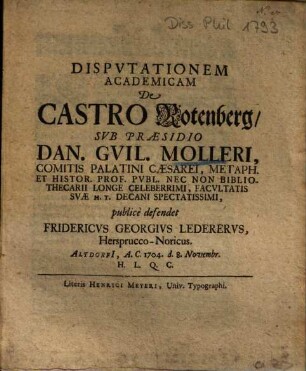 Diss Phil 1793
DISPVTATIONEM
ACADEMICAM
De
CASTRO Rotenberg/
SVB PRÆSIDIO
DAN. GVIL. MOLLERI,
COMITIS PALATINI CÆSAREI, METAPH.
ET HISTOR. PROF. PVBL. NEC NON BIBLIO-
THECARII LONGE CELEBERRIMI, FACVLTATIS
SVÆ H. T. DECANI SPECTATISSIMI,
publicè defendet
FRIDERICVS GEORGIVS LEDERERVS,
Hersprucco-Noricus.
ALTDORFI, A. C. 1704. d. 8. Novembr.
H. L. Q. C.
Literis HENRICI MEYERI, Univ. Typographi.